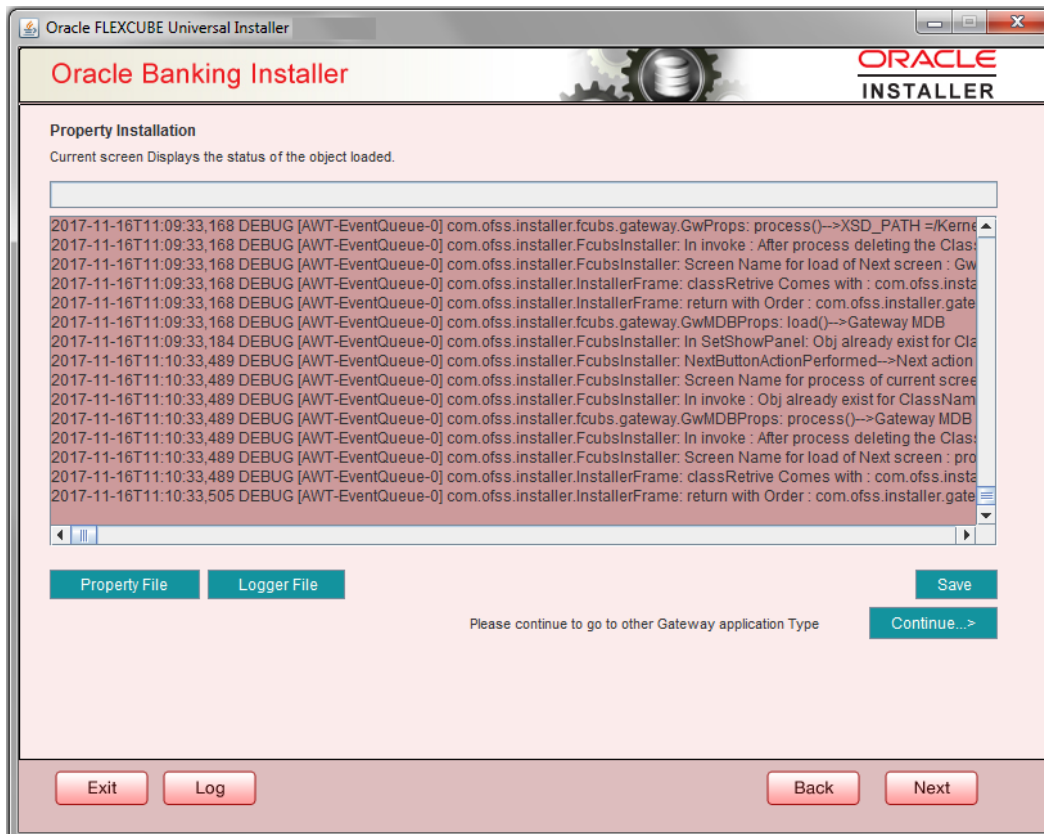 Oracle FLEXCUBE Universal Installer
Oracle Banking Installer
ORACLE
INSTALLER
Property Installation
Current screen Displays the status of the object loaded.
2017-11-16T11:09:33,168 DEBUG [AWT-EventQueue-0] com.ofss.installer.fcubs.gateway.GwProps: process()-->XSD_PATH =/Kerne
2017-11-16T11:09:33,168 DEBUG [AWT-EventQueue-0] com.ofss.installer.FcubsInstaller: In invoke : After process deleting the Clas
2017-11-16T11:09:33,168 DEBUG [AWT-EventQueue-0] com.ofss.installer.FcubsInstaller: Screen Name for load of Next screen : Gw
2017-11-16T11:09:33,168 DEBUG [AWT-EventQueue-0] com.ofss.installer.InstallerFrame: classRetrive Comes with : com.ofss.insta
2017-11-16T11:09:33,168 DEBUG [AWT-EventQueue-0] com.ofss.installer.InstallerFrame: return with Order : com.ofss.installer.gate
2017-11-16T11:09:33,168 DEBUG [AWT-EventQueue-0] com.ofss.installer.fcubs.gateway.GwMDBProps: load()-->Gateway MDB
2017-11-16T11:09:33,184 DEBUG [AWT-EventQueue-0] com.ofss.installer.FcubsInstaller: In SetShowPanel: Obj already exist for Cla
2017-11-16T11:10:33,489 DEBUG [AWT-EventQueue-0] com.ofss.installer.FcubsInstaller: NextButtonActionPerformed-->Next action
2017-11-16T11:10:33,489 DEBUG [AWT-EventQueue-0] com.ofss.installer.FcubsInstaller: Screen Name for process of current scree
2017-11-16T11:10:33,489 DEBUG [AWT-EventQueue-0] com.ofss.installer.FcubsInstaller: In invoke : Obj already exist for ClassNam
2017-11-16T11:10:33,489 DEBUG [AWT-EventQueue-0] com.ofss.installer.fcubs.gateway.GwMDBProps: process()-->Gateway MDB
2017-11-16T11:10:33,489 DEBUG [AWT-EventQueue-0] com.ofss.installer.FcubsInstaller: In invoke : After process deleting the Clas
2017-11-16T11:10:33,489 DEBUG [AWT-EventQueue-0] com.ofss.installer.FcubsInstaller: Screen Name for load of Next screen : pro
2017-11-16T11:10:33,489 DEBUG [AWT-EventQueue-0] com.ofss.installer.InstallerFrame: classRetrive Comes with : com.ofss.insta
2017-11-16T11:10:33,505 DEBUG [AWT-EventQueue-0] com.ofss.installer.InstallerFrame: return with Order : com.ofss.installer.gate
Property File Logger File Save
Please continue to go to other Gateway application Type Continue...>
Exit Log Back Next